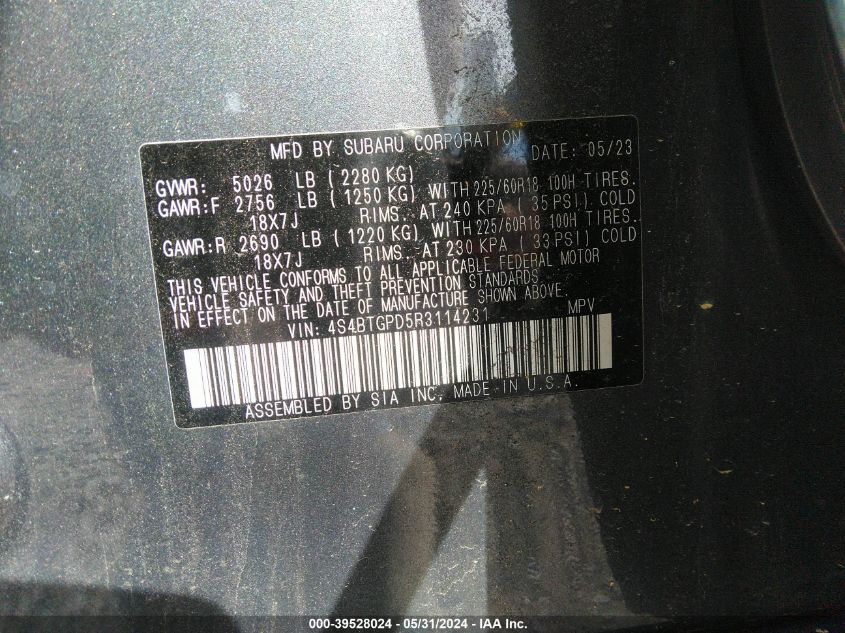 MFD BY SUBARU CORPORATION DATE: 05/23
GVWR: 5026 LB ( 2280 KG)
GAWR:F 2756 LB ( 1250 KG) WITH 225/60R18 100H TIRES.
18X7J RIMS. AT 240 KPA ( 35 PSI) COLD
GAWR:R 2690 LB ( 1220 KG) WITH 225/60R18 100H TIRES.
18X7J RIMS. AT 230 KPA ( 33 PSI) COLD
THIS VEHICLE CONFORMS TO ALL APPLICABLE FEDERAL MOTOR
VEHICLE SAFETY AND THEFT PREVENTION STANDARDS
IN EFFECT ON THE DATE OF MANUFACTURE SHOWN ABOVE.
VIN: 4S4BTGPD5R3114231 MPV
ASSEMBLED BY SIA INC. MADE IN U.S.A.
000-39528024 - 05/31/2024 - IAA Inc.